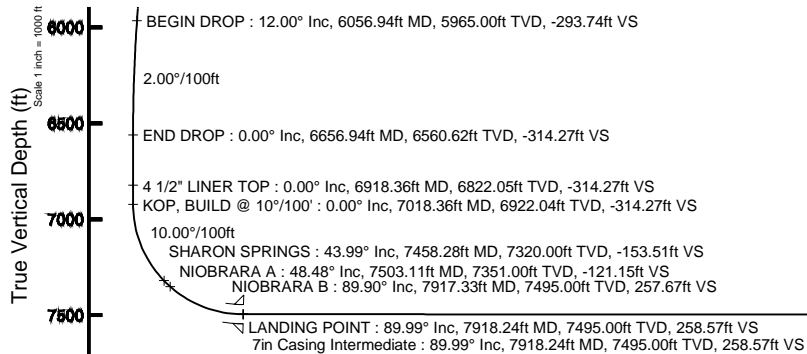 True Vertical Depth (ft)
Scale 1 inch = 1000 ft
6000
6500
7000
7500
BEGIN DROP : 12.00° Inc, 6056.94ft MD, 5965.00ft TVD, -293.74ft VS
2.00°/100ft
END DROP : 0.00° Inc, 6656.94ft MD, 6560.62ft TVD, -314.27ft VS
4 1/2" LINER TOP : 0.00° Inc, 6918.36ft MD, 6822.05ft TVD, -314.27ft VS
KOP, BUILD @ 10°/100' : 0.00° Inc, 7018.36ft MD, 6922.04ft TVD, -314.27ft VS
10.00°/100ft
SHARON SPRINGS : 43.99° Inc, 7458.28ft MD, 7320.00ft TVD, -153.51ft VS
NIOBRARA A : 48.48° Inc, 7503.11ft MD, 7351.00ft TVD, -121.15ft VS
NIOBRARA B : 89.90° Inc, 7917.33ft MD, 7495.00ft TVD, 257.67ft VS
LANDING POINT : 89.99° Inc, 7918.24ft MD, 7495.00ft TVD, 258.57ft VS
7in Casing Intermediate : 89.99° Inc, 7918.24ft MD, 7495.00ft TVD, 258.57ft VS